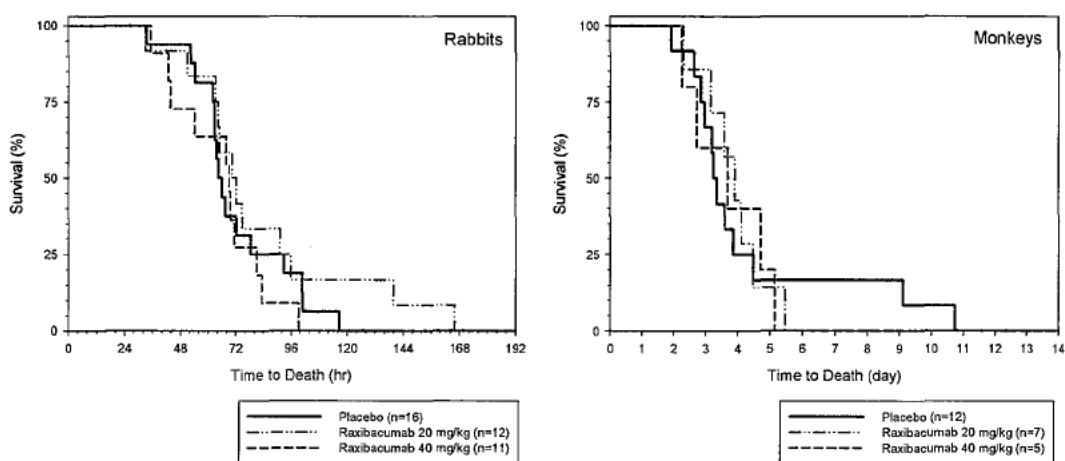 Rabbits
100
75
50
25
0
Survival (%)
0 24 48 72 96 120 144 168 192
Time to Death (hr)
Placebo (n=16)
Raxibacumab 20 mg/kg (n=12)
Raxibacumab 40 mg/kg (n=11)
Monkeys
100
75
50
25
0
Survival (%)
0 1 2 3 4 5 6 7 8 9 10 11 12 13 14
Time to Death (day)
Placebo (n=12)
Raxibacumab 20 mg/kg (n=7)
Raxibacumab 40 mg/kg (n=5)